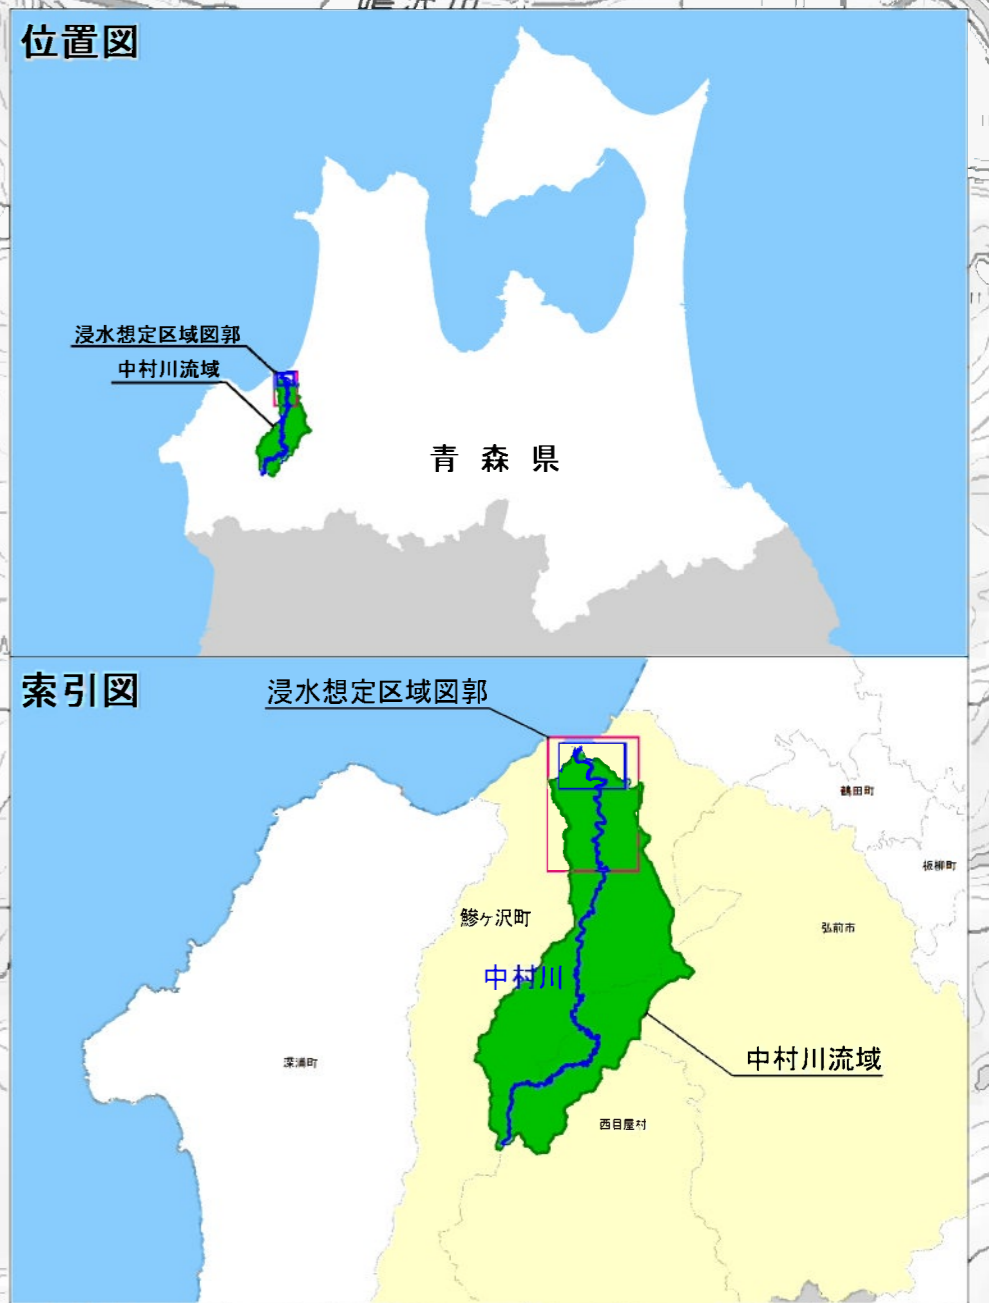 鳴沢川
位置図
浸水想定区域図郭
中村川流域
青森県
索引図
浸水想定区域図郭
鶴田町
板柳町
鰺ヶ沢町
弘前市
中村川
深浦町
中村川流域
西目屋村